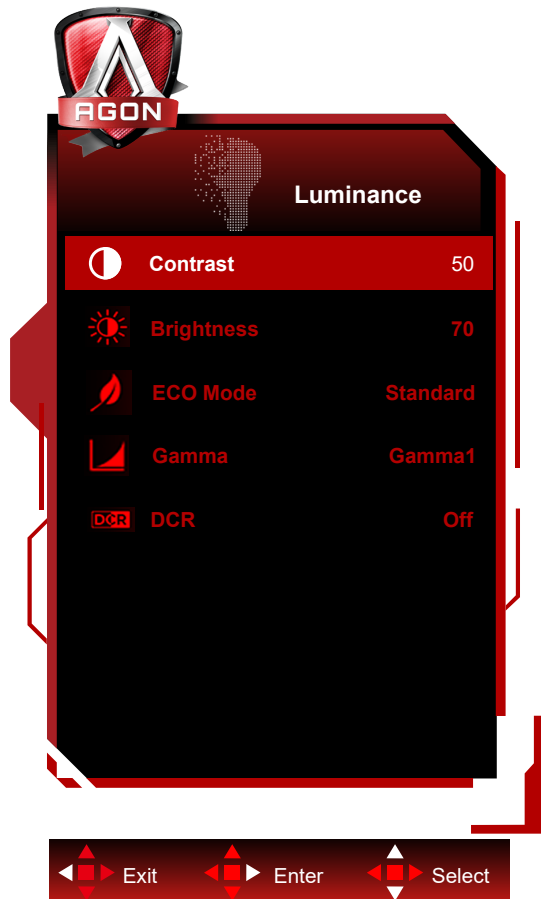 AGON
Luminance
Contrast 50
Brightness 70
ECO Mode Standard
Gamma Gamma1
DCR DCR Off
Exit Enter Select